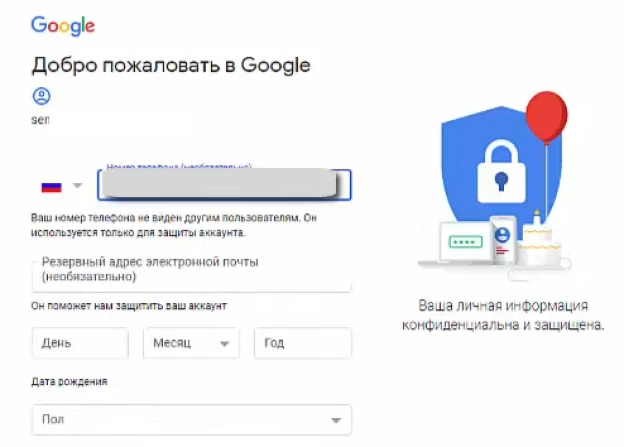 Google
Добро пожаловать в Google
ser
Номер телефона (необязательно)
Ваш номер телефона не виден другим пользователям. Он
используется только для защиты аккаунта.
Резервный адрес электронной почты
(необязательно)
Он поможет нам защитить ваш аккаунт
День
Месяц
Год
Дата рождения
Пол
Ваша личная информация
конфиденциальна и защищена.